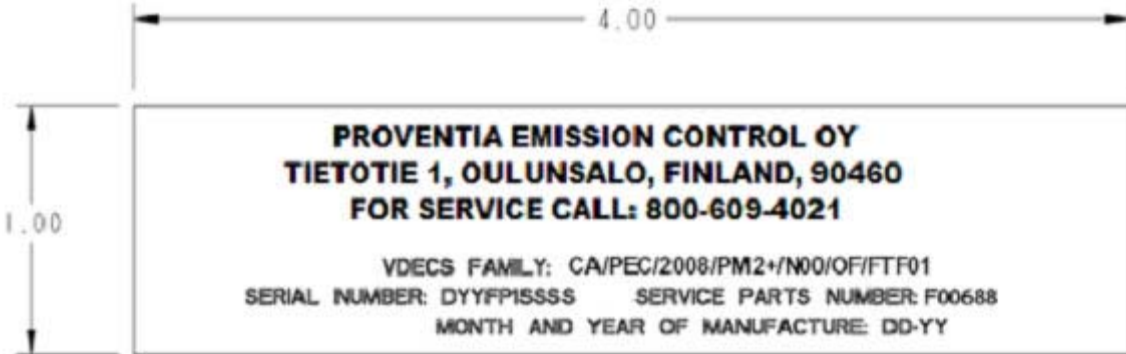 4.00
PROVENTIA EMISSION CONTROL OY
TIETOTIE 1, OULUNSALO, FINLAND, 90460
FOR SERVICE CALL: 800-609-4021
1.00
VDECS FAMILY: CA/PEC/2008/PM2+/N00/OF/FTF01
SERIAL NUMBER: DYYFP15SSS SERVICE PARTS NUMBER: F00688
MONTH AND YEAR OF MANUFACTURE: DD-YY